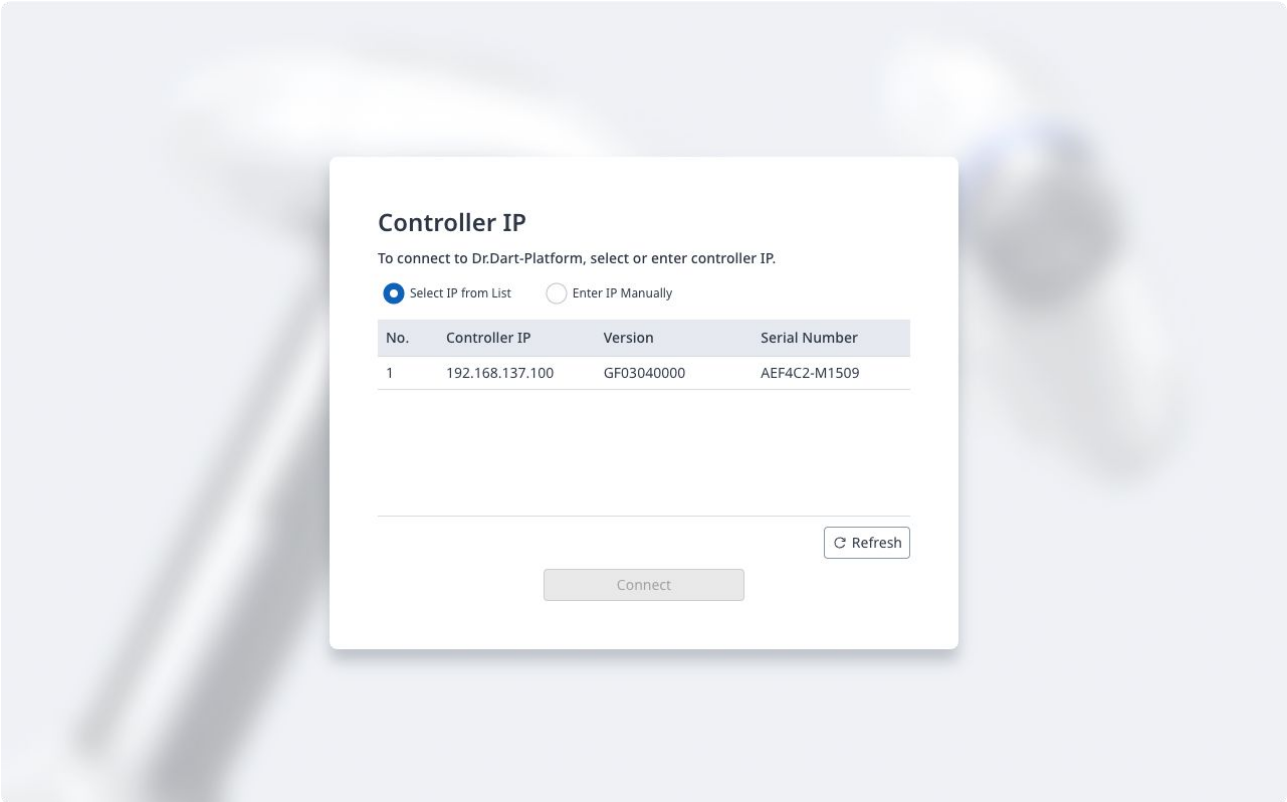 Controller IP
To connect to Dr.Dart-Platform, select or enter controller IP.
Select IP from List Enter IP Manually
No. Controller IP Version Serial Number
1 192.168.137.100 GF03040000 AEF4C2-M1509
Refresh
Connect